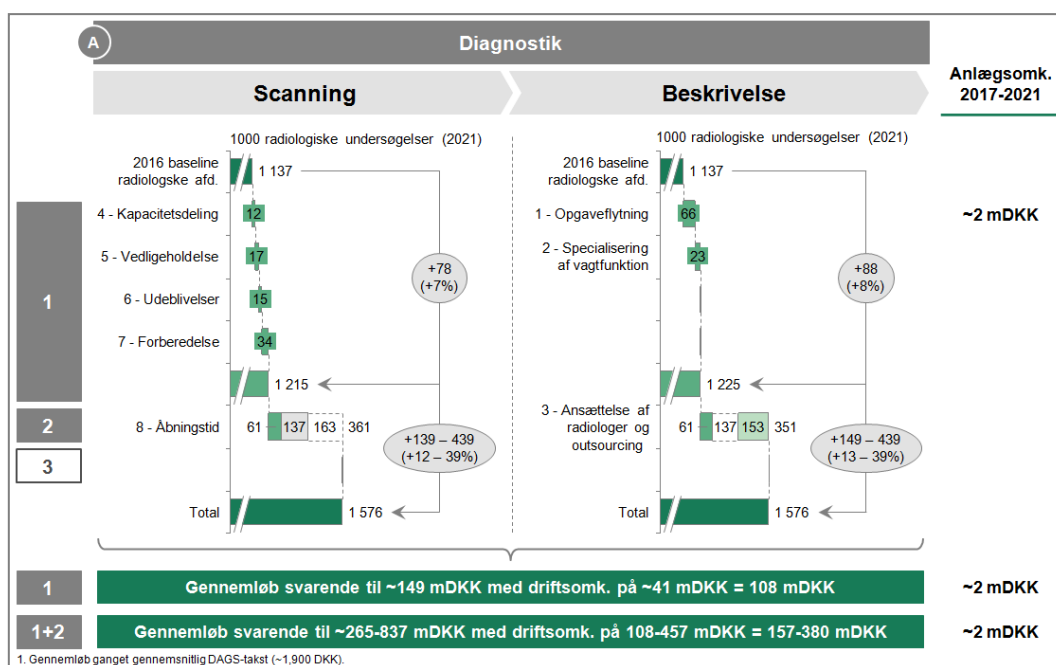 A
Diagnostik
Scanning
Beskrivelse
Anlægsomk.
2017-2021
1000 radiologiske undersøgelser (2021)
2016 baseline
radiologske afd.
1 137
4 - Kapacitetsdeling
12
5 - Vedligeholdelse
17
6 - Udeblivelser
15
7 - Forberedelse
34
+78
(+7%)
1 215
8 - Åbningstid
61
137
163
361
+139 – 439
(+12 – 39%)
Total
1 576
1000 radiologiske undersøgelser (2021)
2016 baseline
radiologske afd.
1 137
1 - Opgaveflytning
66
2 - Specialisering
af vagtfunktion
23
+88
(+8%)
1 225
3 - Ansættelse af
radiologer og
outsourcing
61
137
153
351
+149 – 439
(+13 – 39%)
Total
1 576
~2 mDKK
1
2
3
1
Gennemløb svarende til ~149 mDKK med driftsomk. på ~41 mDKK = 108 mDKK
~2 mDKK
1+2
Gennemløb svarende til ~265-837 mDKK med driftsomk. på 108-457 mDKK = 157-380 mDKK
~2 mDKK
1. Gennemløb ganget gennemsnitlig DAGS-takst (~1,900 DKK).